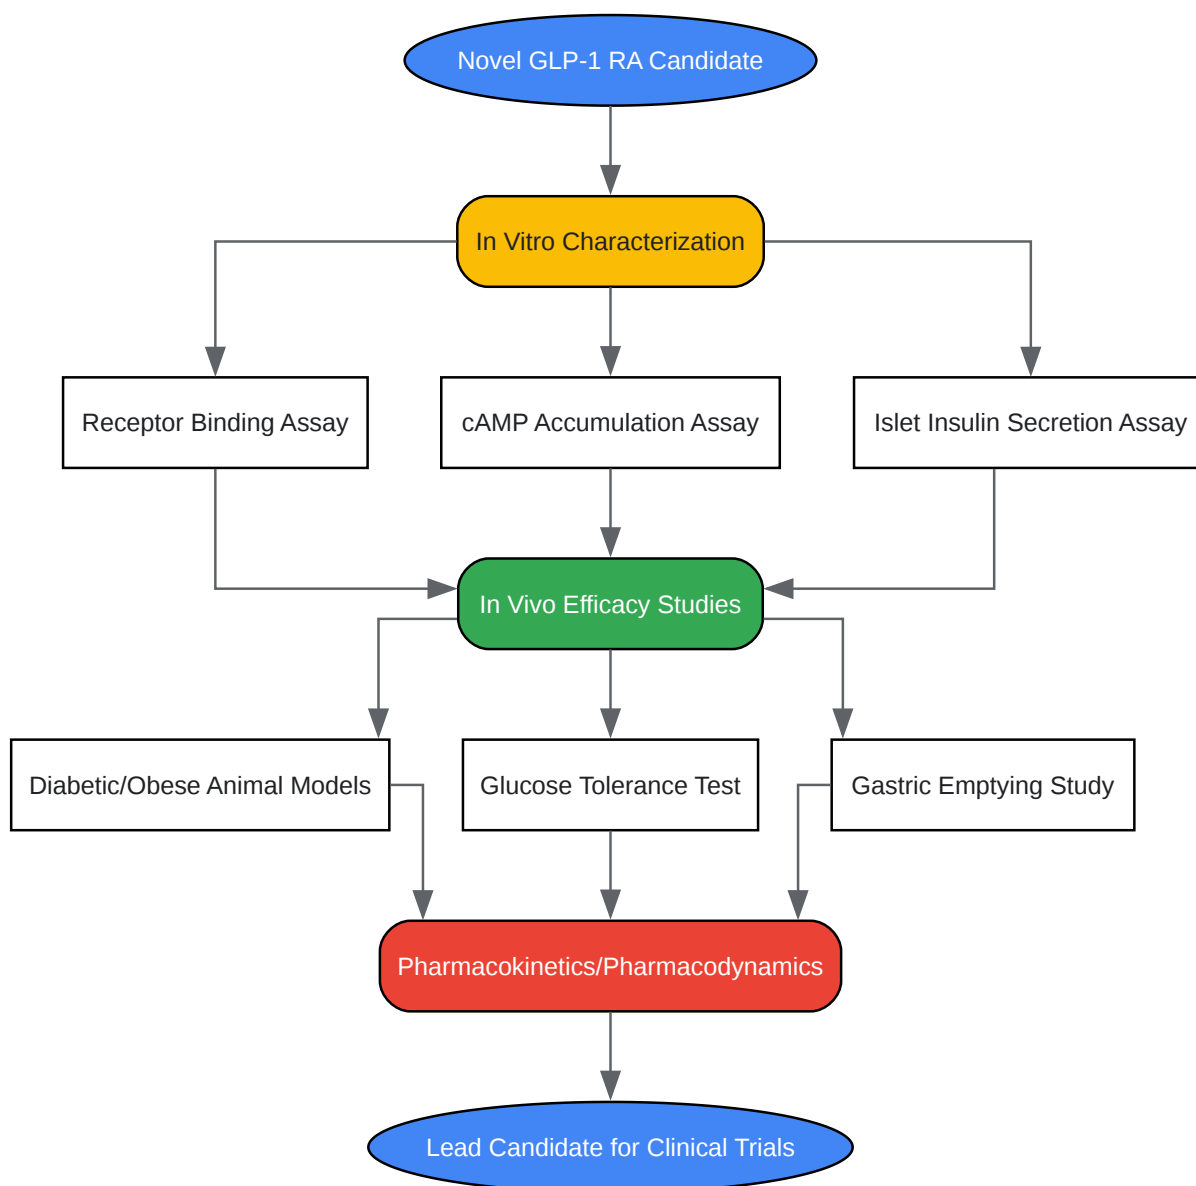 Novel GLP-1 RA Candidate
In Vitro Characterization
Receptor Binding Assay
cAMP Accumulation Assay
Islet Insulin Secretion Assay
In Vivo Efficacy Studies
Diabetic/Obese Animal Models
Glucose Tolerance Test
Gastric Emptying Study
Pharmacokinetics/Pharmacodynamics
Lead Candidate for Clinical Trials